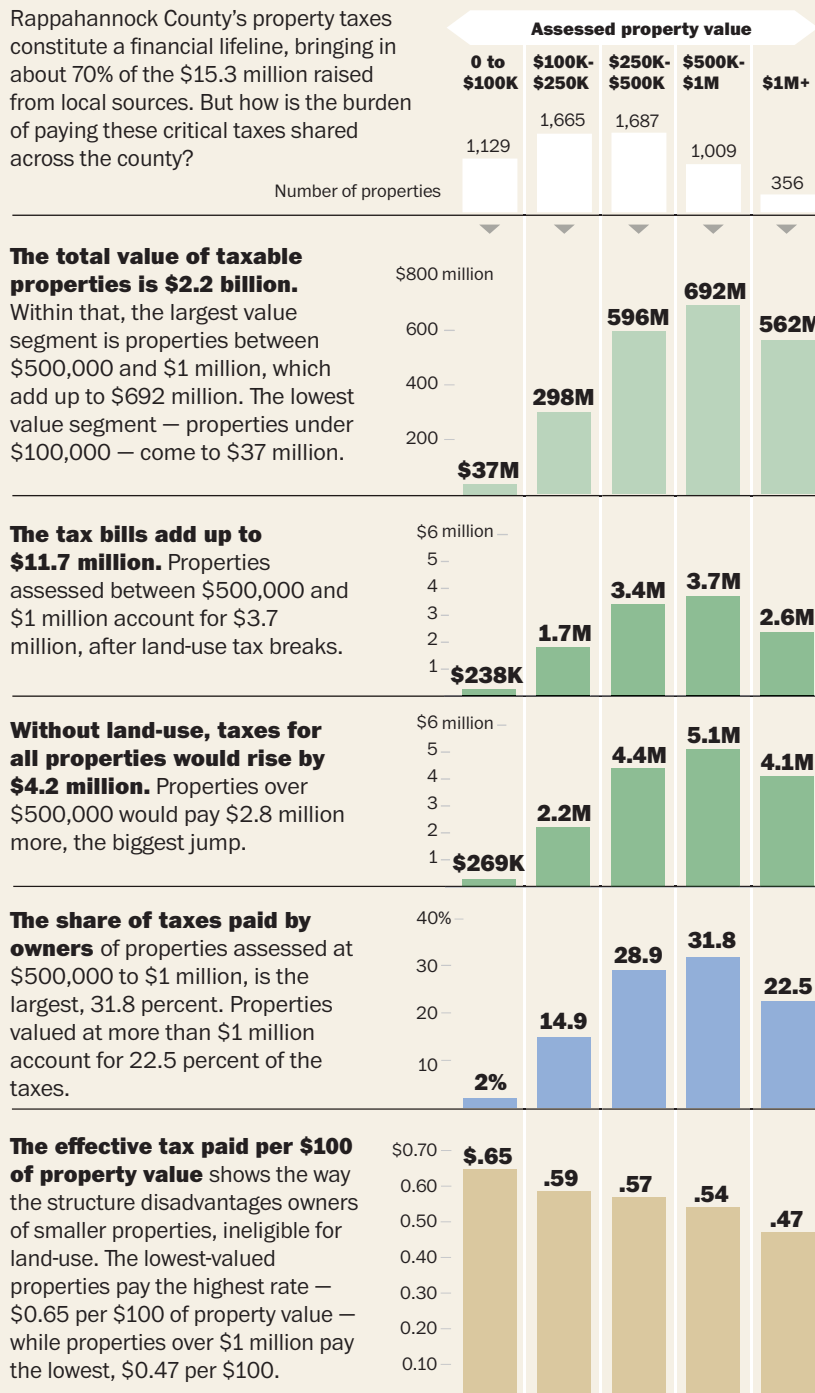 Rappahannock County's property taxes
constitute a financial lifeline, bringing in
about 70% of the $15.3 million raised
from local sources. But how is the burden
of paying these critical taxes shared
across the county?
Assessed property value
0 to $100K
$100K-$250K
$250K-$500K
$500K-$1M
$1M+
Number of properties
1,129
1,665
1,687
1,009
356
The total value of taxable
properties is $2.2 billion.
Within that, the largest value
segment is properties between
$500,000 and $1 million, which
add up to $692 million. The lowest
value segment — properties under
$100,000 — come to $37 million.
$800 million
600
400
200
$37M
298M
596M
692M
562M
The tax bills add up to
$11.7 million. Properties
assessed between $500,000 and
$1 million account for $3.7
million, after land-use tax breaks.
$6 million
5
4
3
2
1
$238K
1.7M
3.4M
3.7M
2.6M
Without land-use, taxes for
all properties would rise by
$4.2 million. Properties over
$500,000 would pay $2.8 million
more, the biggest jump.
$6 million
5
4
3
2
1
$269K
2.2M
4.4M
5.1M
4.1M
The share of taxes paid by
owners of properties assessed at
$500,000 to $1 million, is the
largest, 31.8 percent. Properties
valued at more than $1 million
account for 22.5 percent of the
taxes.
40%
30
20
10
2%
14.9
28.9
31.8
22.5
The effective tax paid per $100
of property value shows the way
the structure disadvantages owners
of smaller properties, ineligible for
land-use. The lowest-valued
properties pay the highest rate —
$0.65 per $100 of property value —
while properties over $1 million pay
the lowest, $0.47 per $100.
$0.70
0.60
0.50
0.40
0.30
0.20
0.10
$.65
.59
.57
.54
.47